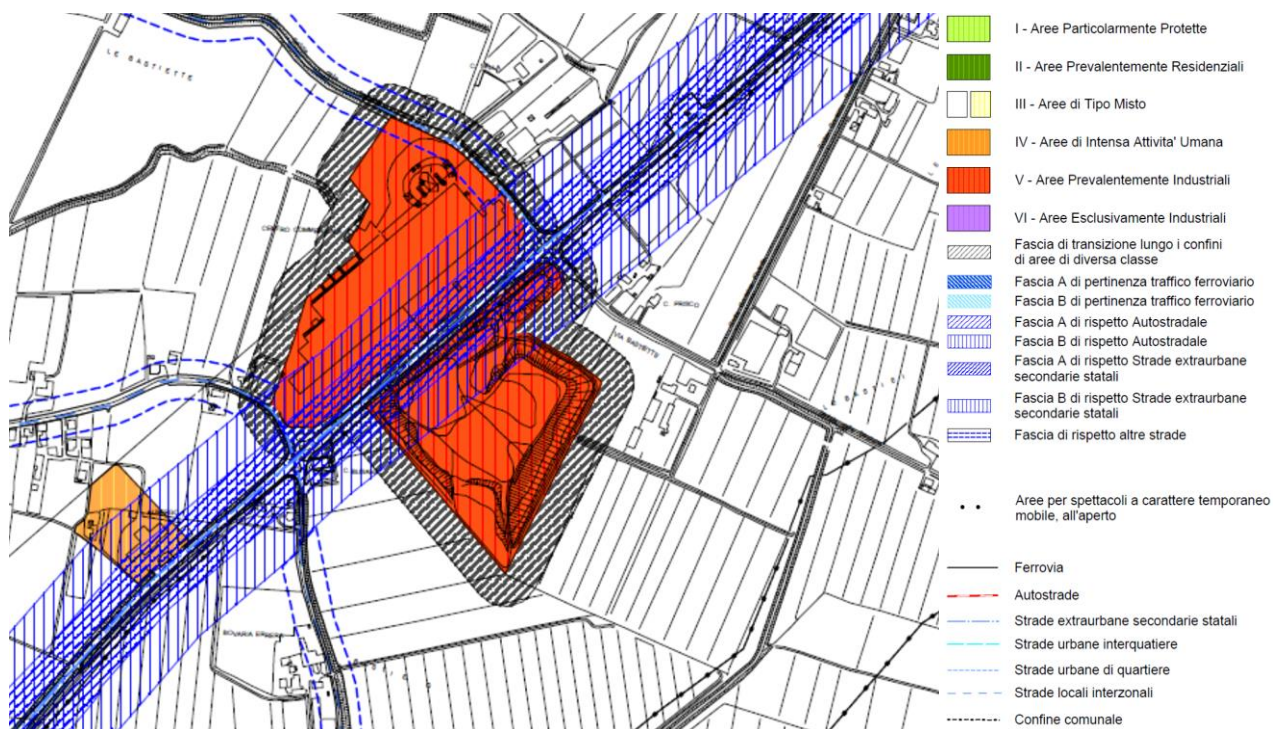 LE BASTIETTE
VIA BASTIETTE
I - Aree Particolarmente Protette
II - Aree Prevalentemente Residenziali
III - Aree di Tipo Misto
IV - Aree di Intensa Attivita' Umana
V - Aree Prevalentemente Industriali
VI - Aree Esclusivamente Industriali
Fascia di transizione lungo i confini
di aree di diversa classe
Fascia A di pertinenza traffico ferroviario
Fascia B di pertinenza traffico ferroviario
Fascia A di rispetto Autostradale
Fascia B di rispetto Autostradale
Fascia A di rispetto Strade extraurbane
secondarie statali
Fascia B di rispetto Strade extraurbane
secondarie statali
Fascia di rispetto altre strade
Aree per spettacoli a carattere temporaneo
mobile, all'aperto
Ferrovia
Autostrade
Strade extraurbane secondarie statali
Strade urbane interquatiere
Strade urbane di quartiere
Strade locali interzonali
Confine comunale